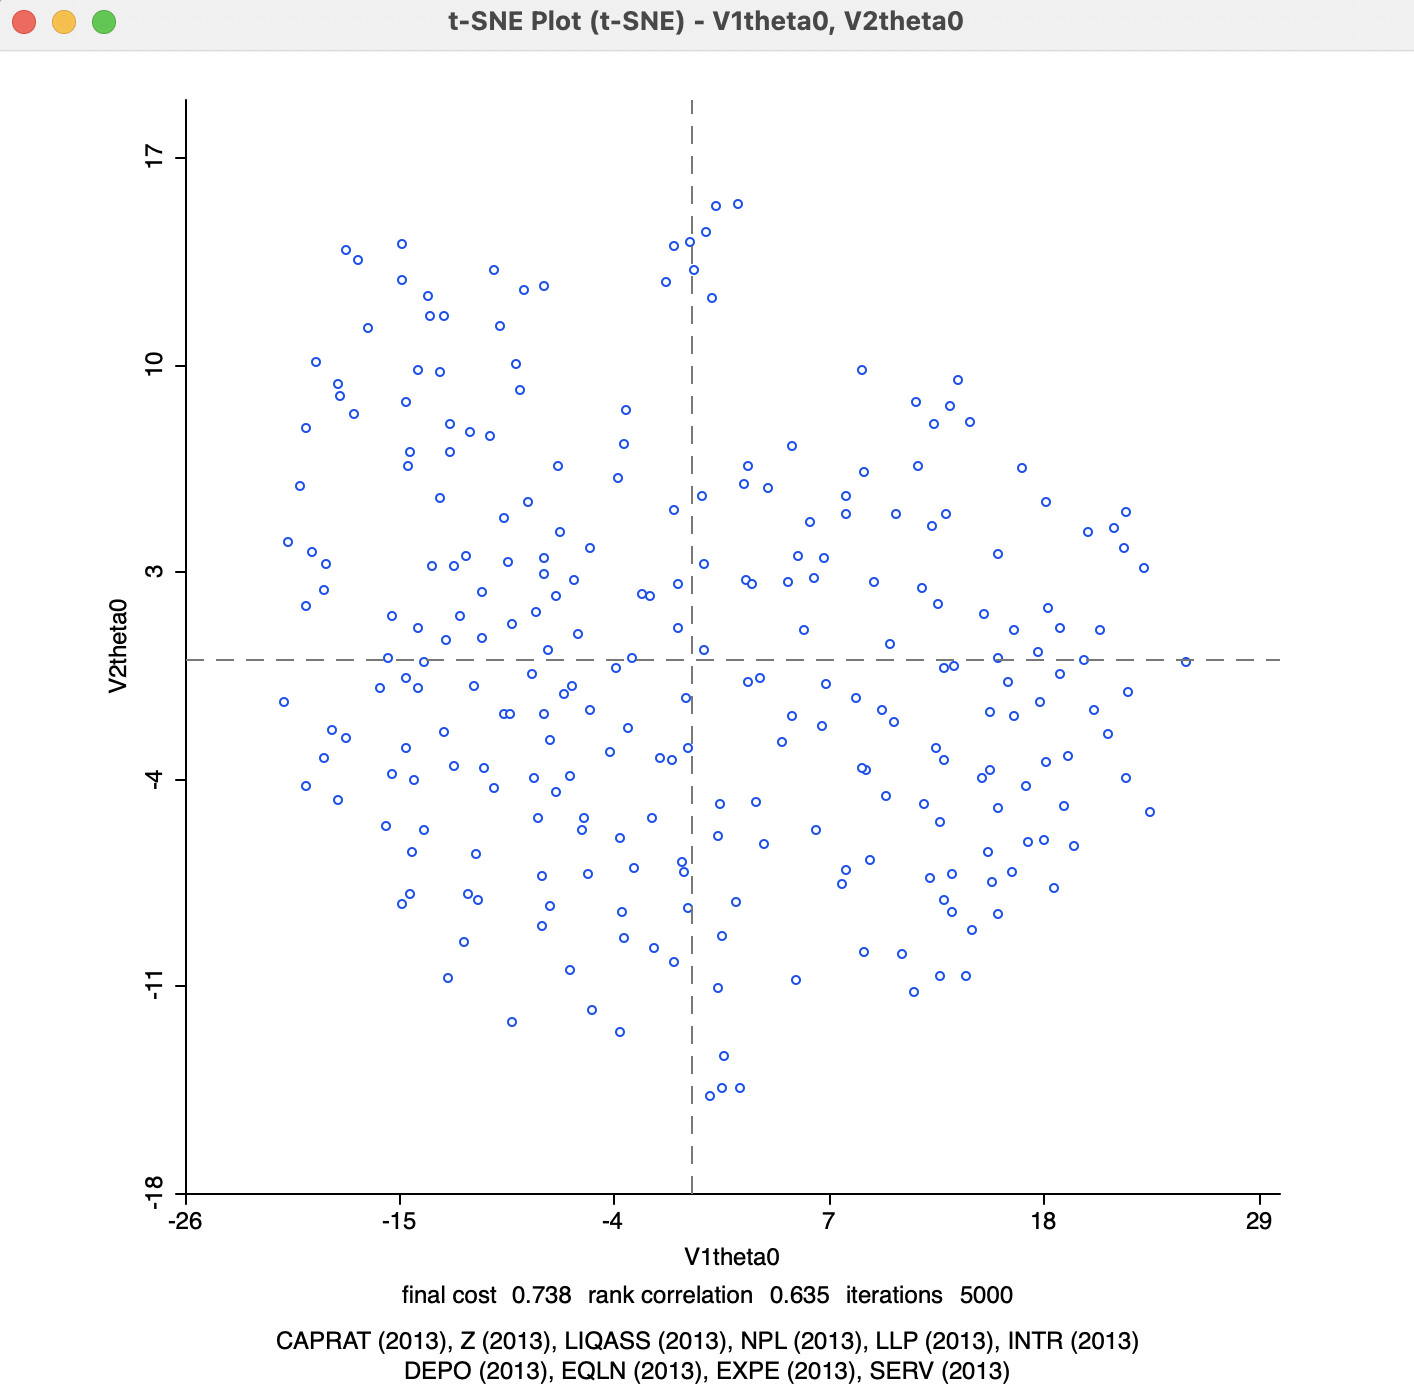 t-SNE Plot (t-SNE) - V1theta0, V2theta0
17
10
3
-4
-11
-18
V2theta0
-26 -15 -4 7 18 29
V1theta0
final cost 0.738 rank correlation 0.635 iterations 5000
CAPRAT (2013), Z (2013), LIQASS (2013), NPL (2013), LLP (2013), INTR (2013)
DEPO (2013), EQLN (2013), EXPE (2013), SERV (2013)